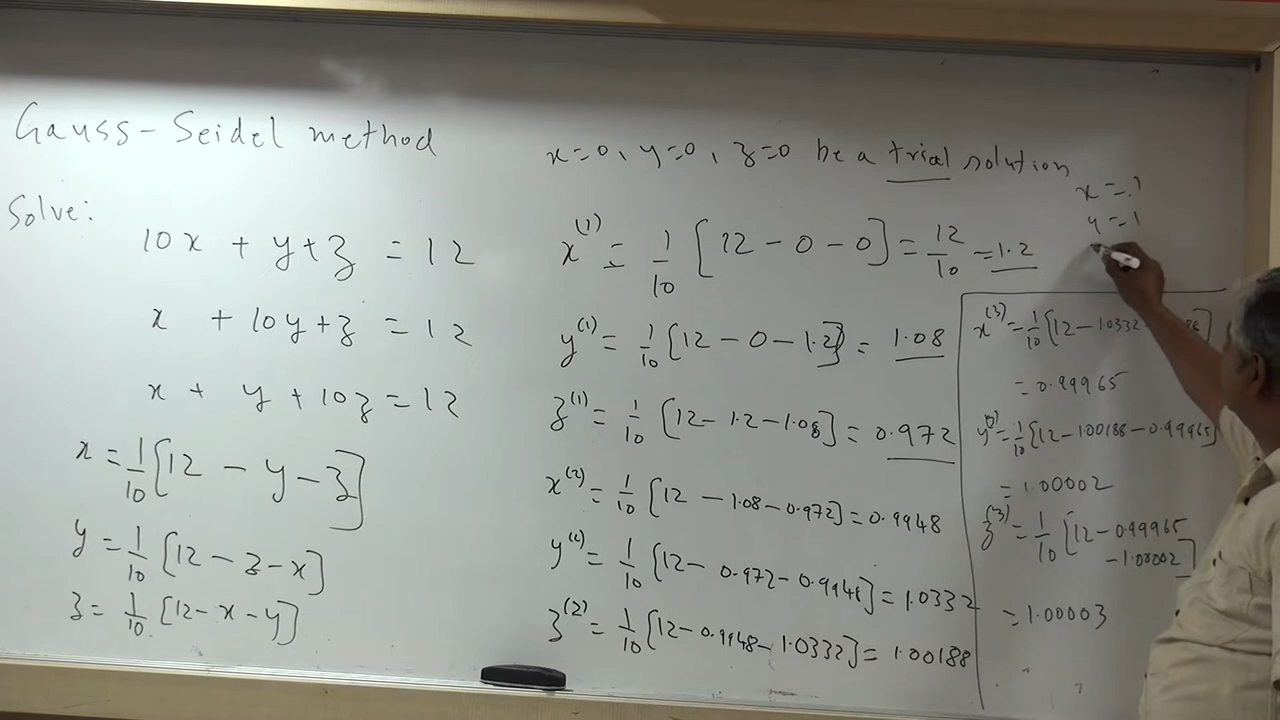 Gauss-Seidel method
Solve:
10x + y + z = 12
x + 10y + z = 12
x + y + 10z = 12
x = 1/10 [12 - y - z]
y = 1/10 [12 - z - x]
z = 1/10. [12 - x - y]
x=0, y=0, z=0 be a trial solution
x^(1) = 1/10 [12 - 0 - 0] = 12/10 = 1.2
y^(1) = 1/10 [12 - 0 - 1.2] = 1.08
z^(1) = 1/10 [12 - 1.2 - 1.08] = 0.972
x^(2) = 1/10 [12 - 1.08 - 0.972] = 0.9948
y^(2) = 1/10 [12 - 0.972 - 0.9948] = 1.0332
z^(2) = 1/10 [12 - 0.9948 - 1.0332] = 1.00188
x = 1
y = 1
x^(3) = 1/10 [12 - 1.0332 -
= 0.99965
= 1/10 [12 - 1.00188 - 0.99965]
= 1.00002
z^(3) = 1/10 [12 - 0.99965
- 1.00002]
= 1.00003